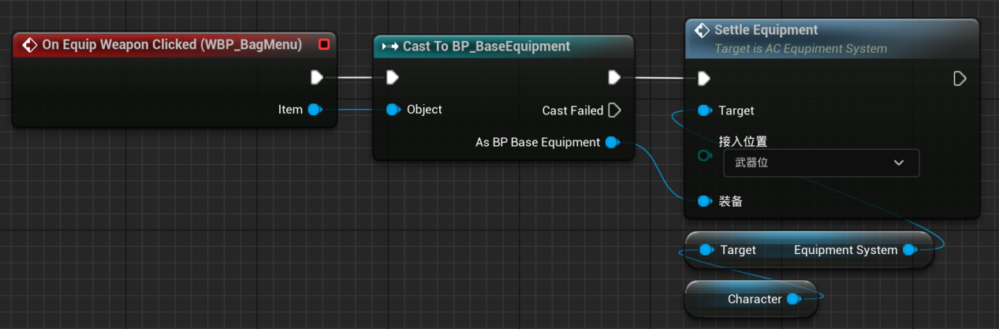 On Equip Weapon Clicked (WBP_BagMenu)
Item
Cast To BP_BaseEquipment
Object
Cast Failed
As BP Base Equipment
Settle Equipment
Target is AC Equpiment System
Target
接入位置
武器位
装备
Target Equipment System
Character